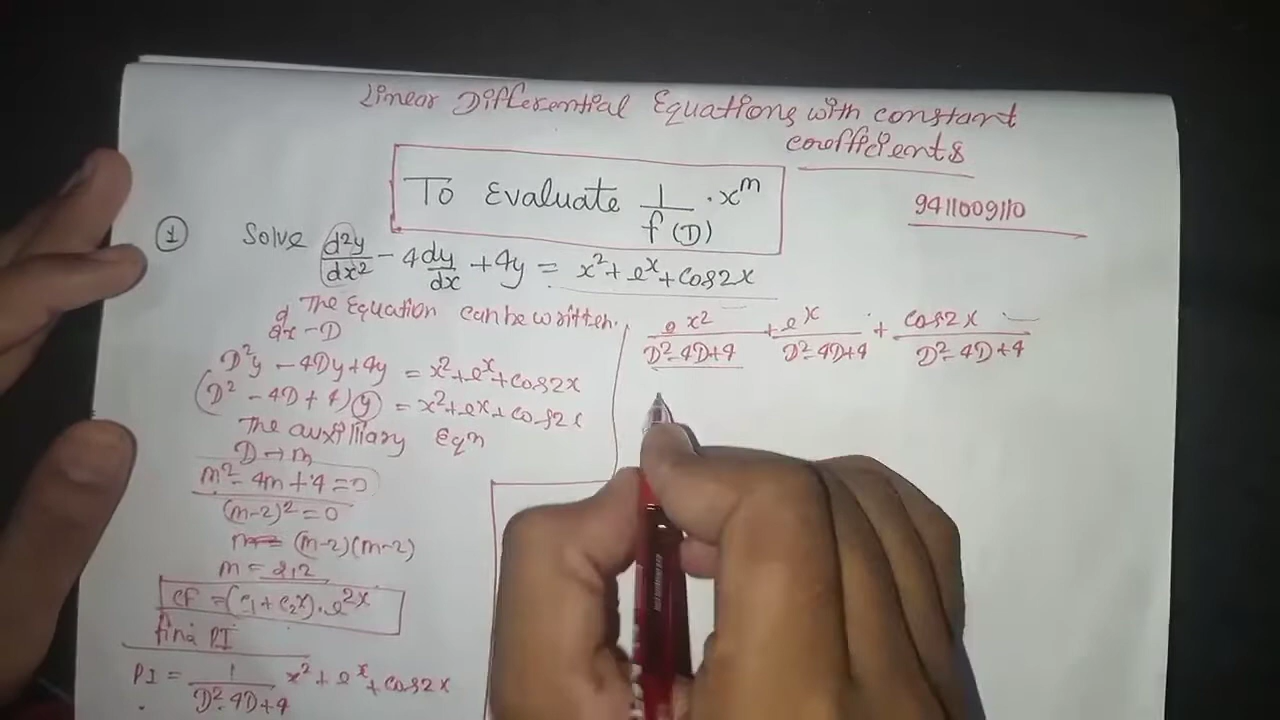 Linear Differential Equations with constant
coefficients
To Evaluate 1/f(D) · x^m
9411009110
① Solve d²y/dx² - 4dy/dx + 4y = x² + e^x + cos2x
The Equation can be written.
d/dx - D
D²y - 4Dy + 4y = x² + e^x + cos2x
(D² - 4D + 4)y = x² + e^x + cos2x
The auxiliary Eqn
D → m
m² - 4m + 4 = 0
(m-2)² = 0
(m-2)(m-2)
m = 2,2
CF = (c₁ + c₂x).e^2x
find PI
PI = 1/D²-4D+4 x² + e^x + cos2x
x²/D²-4D+4 + e^x/D²-4D+4 + cos2x/D²-4D+4